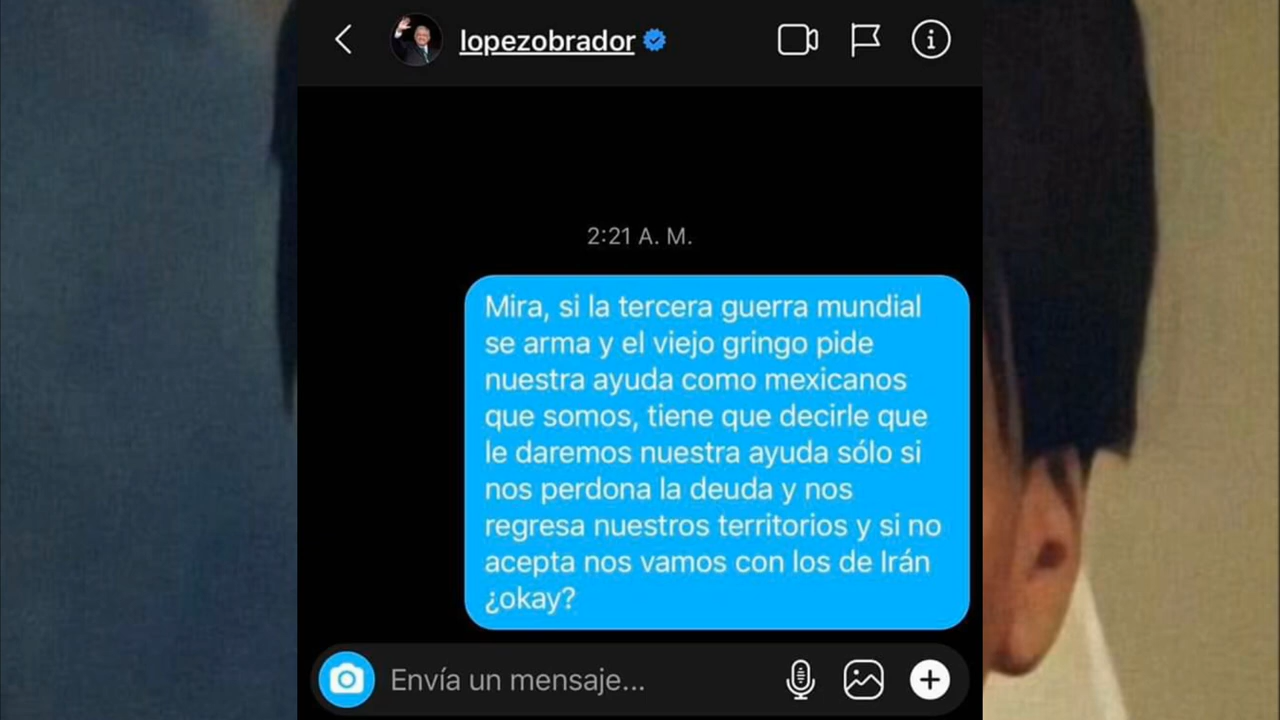 lopezobrador
2:21 A. M.
Mira, si la tercera guerra mundial
se arma y el viejo gringo pide
nuestra ayuda como mexicanos
que somos, tiene que decirle que
le daremos nuestra ayuda sólo si
nos perdona la deuda y nos
regresa nuestros territorios y si no
acepta nos vamos con los de Irán
¿okay?
Envía un mensaje...